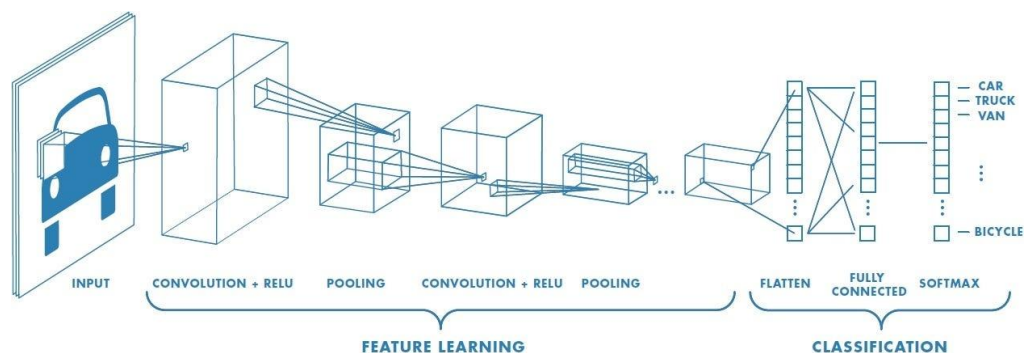 CAR
TRUCK
VAN
BICYCLE
INPUT
CONVOLUTION + RELU
POOLING
CONVOLUTION + RELU
POOLING
FLATTEN
FULLY
CONNECTED
SOFTMAX
FEATURE LEARNING
CLASSIFICATION